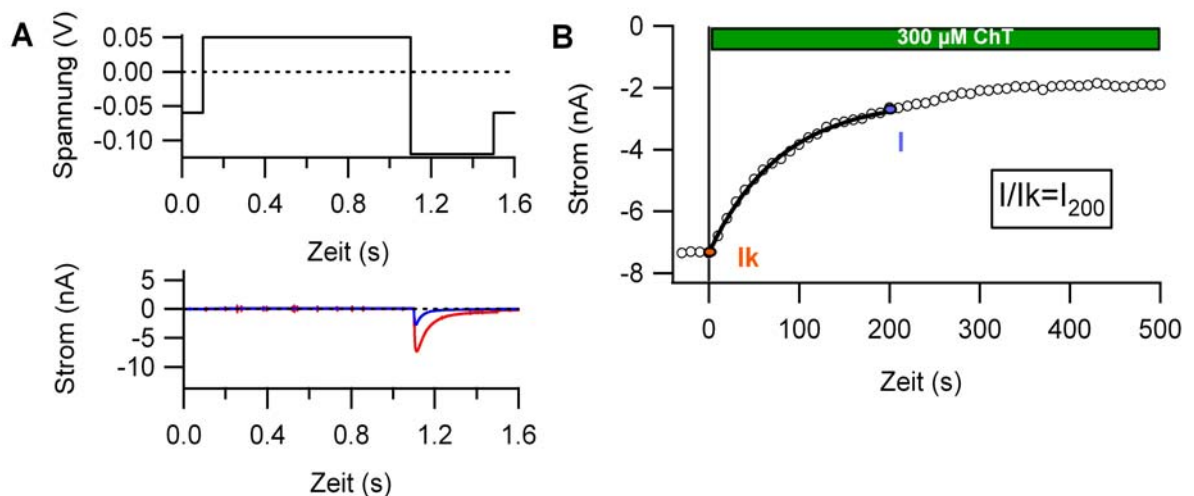 A
Spannung (V)
0.05
0.00
-0.05
-0.10
0.0 0.4 0.8 1.2 1.6
Zeit (s)
Strom (nA)
5
0
-5
-10
0.0 0.4 0.8 1.2 1.6
Zeit (s)
B
Strom (nA)
0
-2
-4
-6
-8
300 µM ChT
I
I/Ik=I200
Ik
0 100 200 300 400 500
Zeit (s)